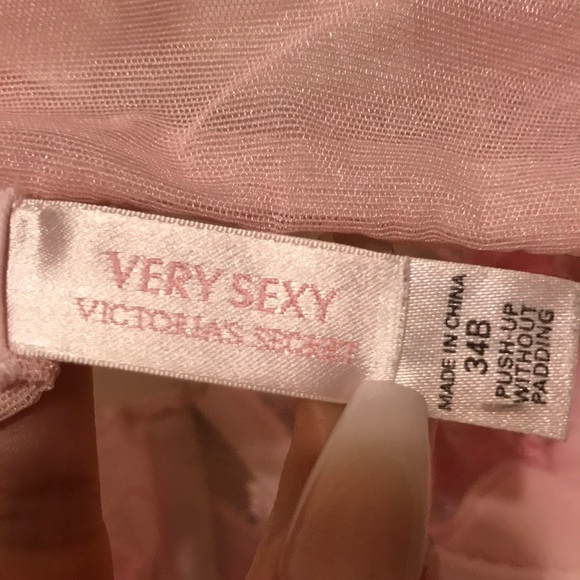 VERY SEXY
VICTORIA'S SECRET
MADE IN CHINA
34B
PUSH-UP
WITHOUT
PADDING